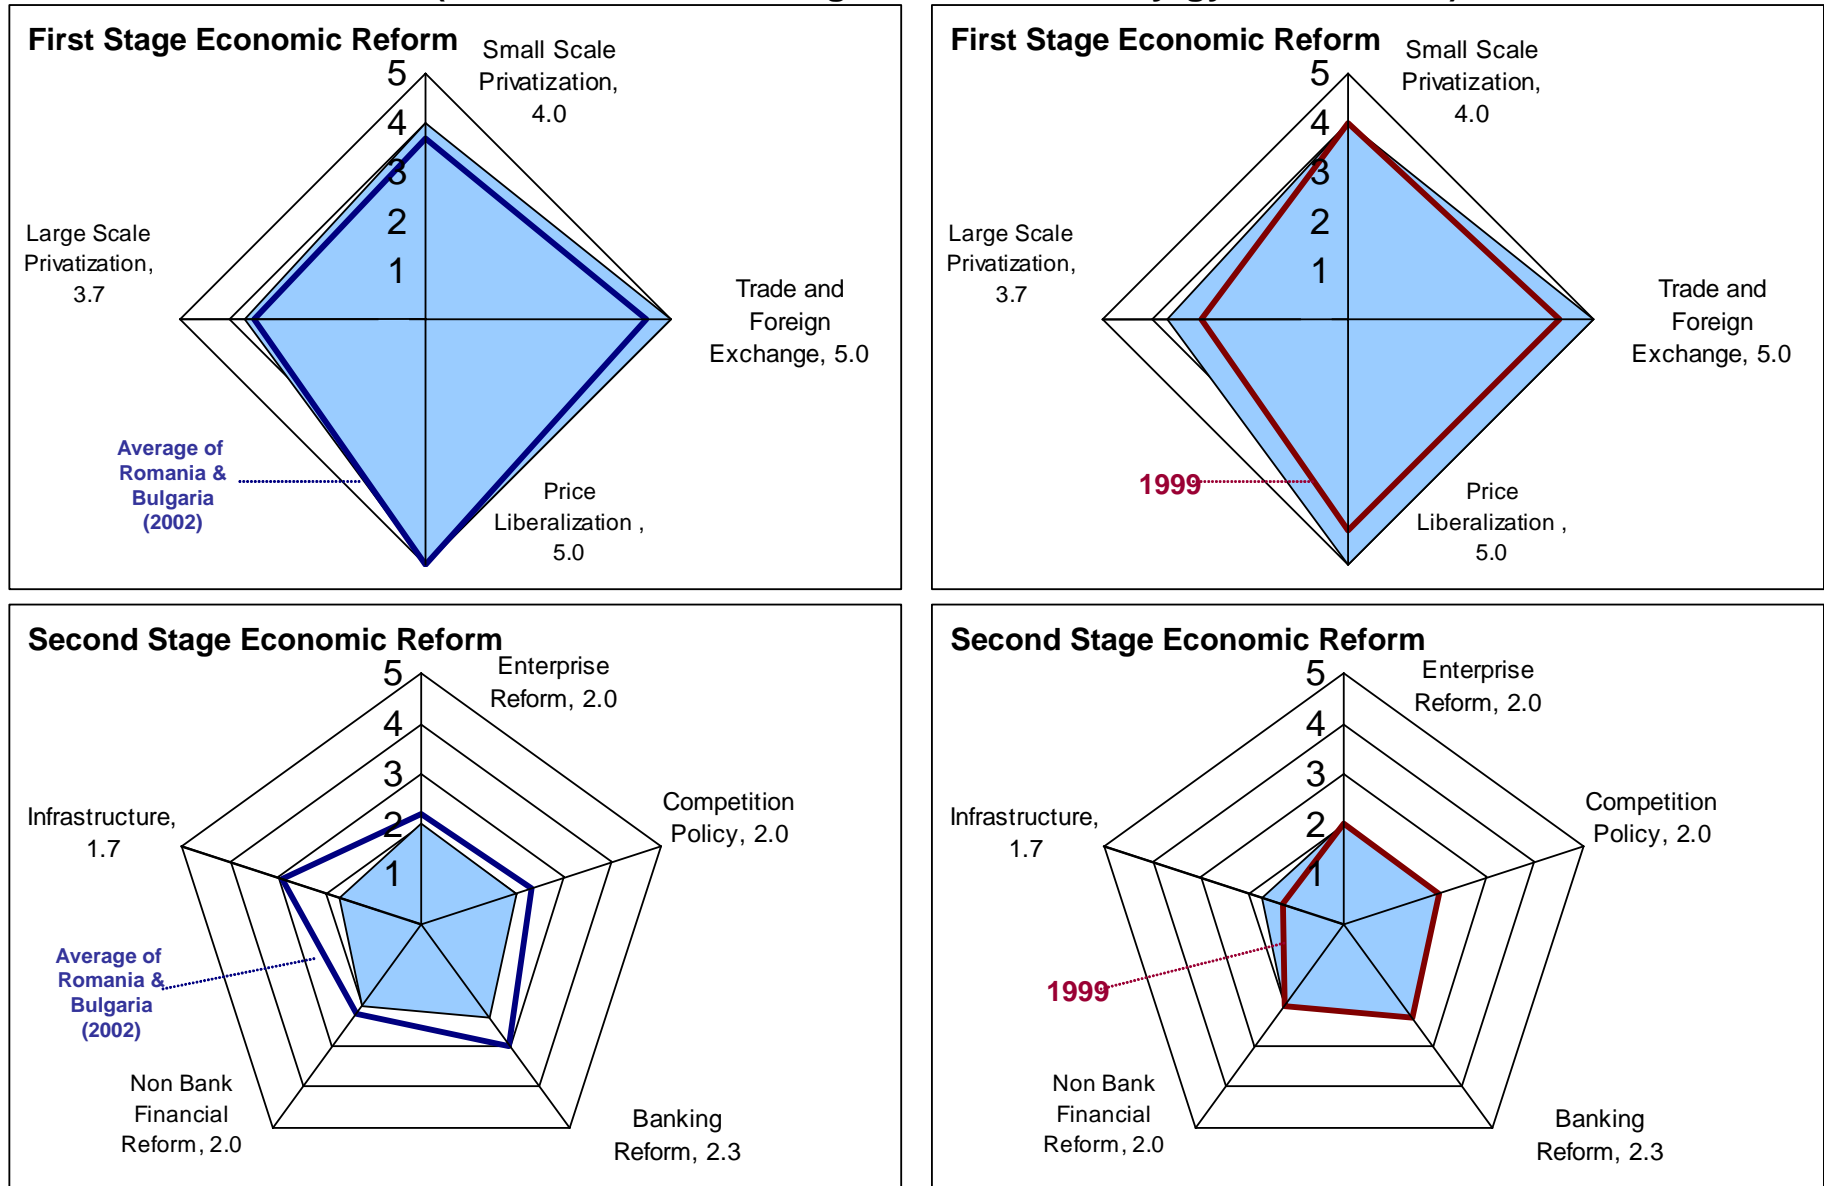 First Stage Economic Reform
Small Scale
Privatization,
4.0
5
4
3
2
1
Large Scale
Privatization,
3.7
Trade and
Foreign
Exchange, 5.0
Average of
Romania &
Bulgaria
(2002)
Price
Liberalization ,
5.0
First Stage Economic Reform
Small Scale
Privatization,
4.0
5
4
3
2
1
Large Scale
Privatization,
3.7
Trade and
Foreign
Exchange, 5.0
1999
Price
Liberalization ,
5.0
Second Stage Economic Reform
Enterprise
Reform, 2.0
5
4
3
2
1
Infrastructure,
1.7
Competition
Policy, 2.0
Average of
Romania &
Bulgaria
(2002)
Non Bank
Financial
Reform, 2.0
Banking
Reform, 2.3
Second Stage Economic Reform
Enterprise
Reform, 2.0
5
4
3
2
1
Infrastructure,
1.7
Competition
Policy, 2.0
1999
Non Bank
Financial
Reform, 2.0
Banking
Reform, 2.3